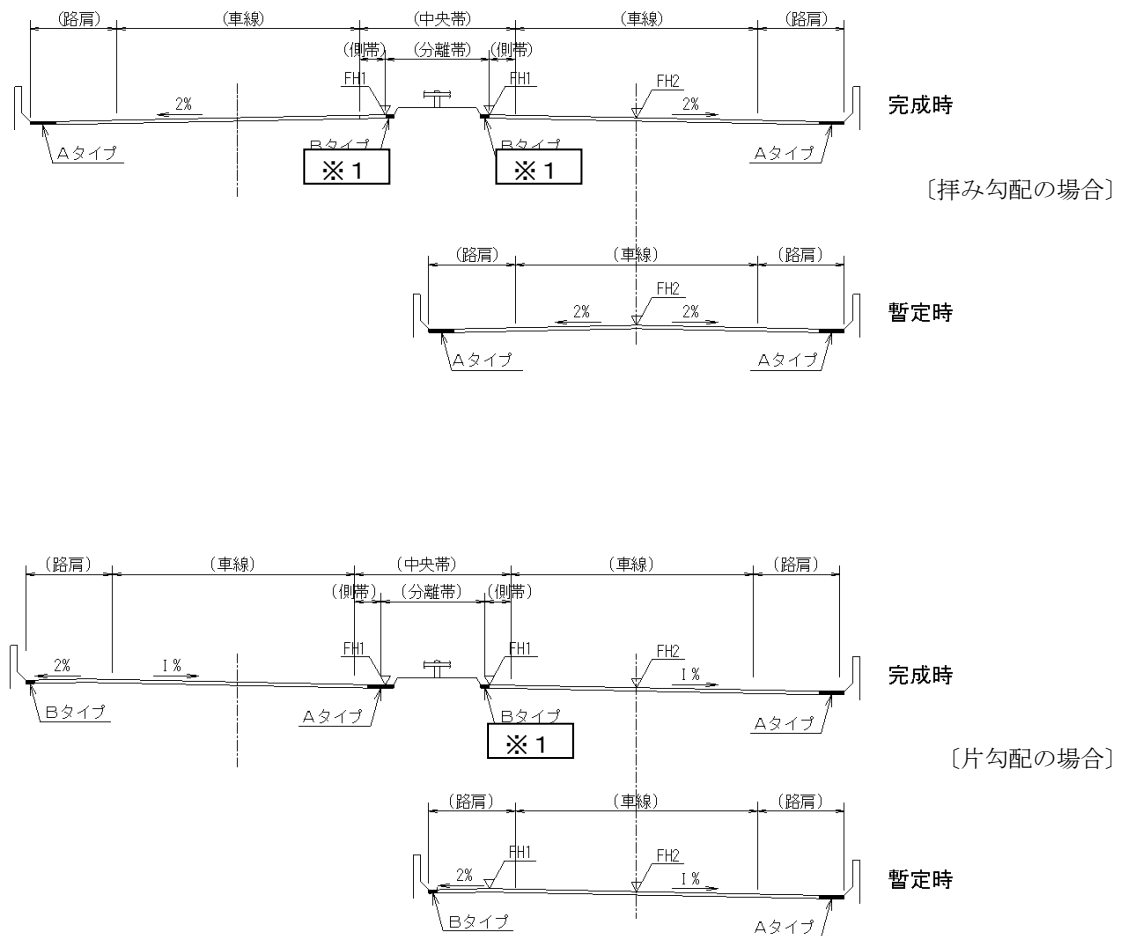 (路肩) (車線) (中央帯) (車線) (路肩)
(側帯) (分離帯) (側帯)
FH1 FH1 FH2
2% 2% 完成時
Aタイプ Bタイプ Bタイプ Aタイプ
※1 ※1
〔拝み勾配の場合〕
(路肩) (車線) (路肩)
FH2
2% 2% 暫定時
Aタイプ Aタイプ
(路肩) (車線) (中央帯) (車線) (路肩)
(側帯) (分離帯) (側帯)
FH1 FH1 FH2
2% I% I% 完成時
Bタイプ Aタイプ Bタイプ Aタイプ
※1
〔片勾配の場合〕
(路肩) (車線) (路肩)
FH1 FH2
2% I% 暫定時
Bタイプ Aタイプ